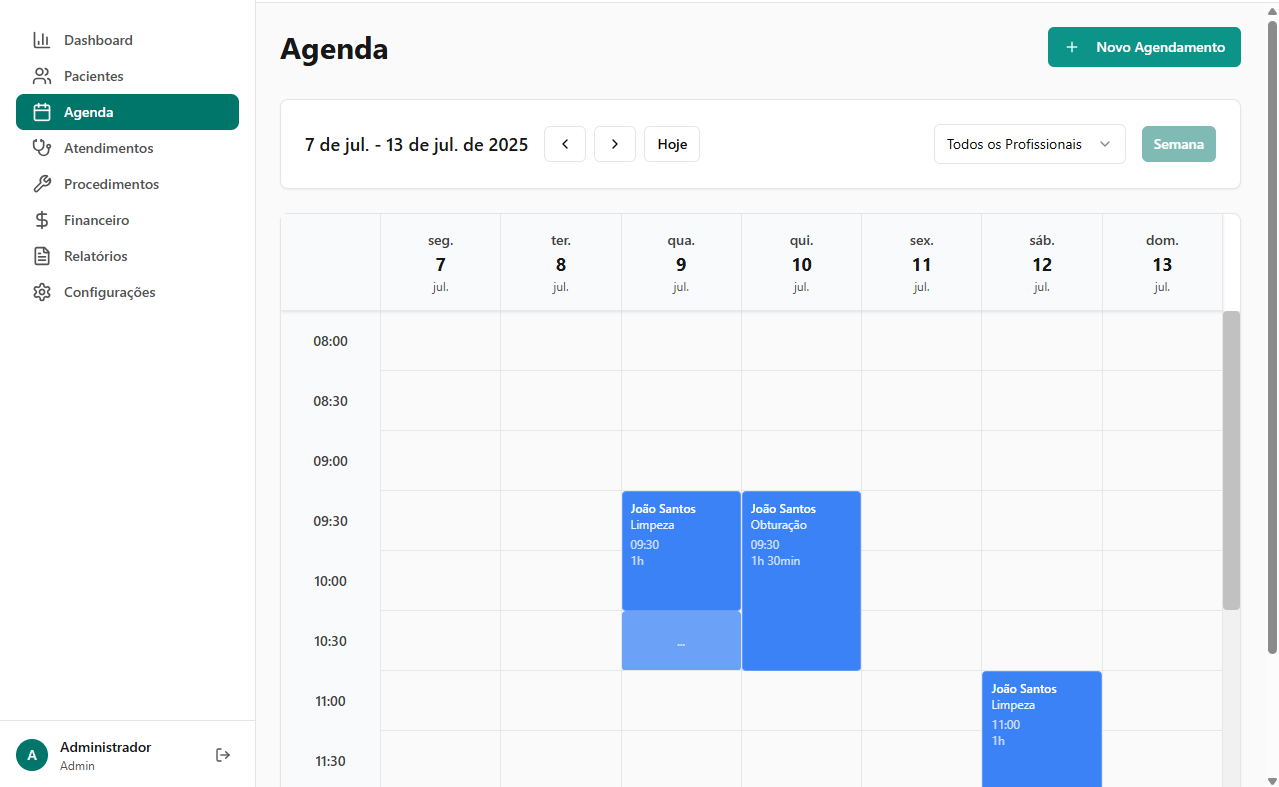 Dashboard
Pacientes
Agenda
Atendimentos
Procedimentos
Financeiro
Relatórios
Configurações
A
Administrador
Admin
Agenda
Novo Agendamento
7 de jul. - 13 de jul. de 2025
Hoje
Todos os Profissionais
Semana
seg. ter. qua. qui. sex. sáb. dom.
7 8 9 10 11 12 13
jul. jul. jul. jul. jul. jul. jul.
08:00
08:30
09:00
09:30
João Santos
Limpeza
09:30
1h
João Santos
Obturação
09:30
1h 30min
10:00
10:30
...
11:00
João Santos
Limpeza
11:00
1h
11:30